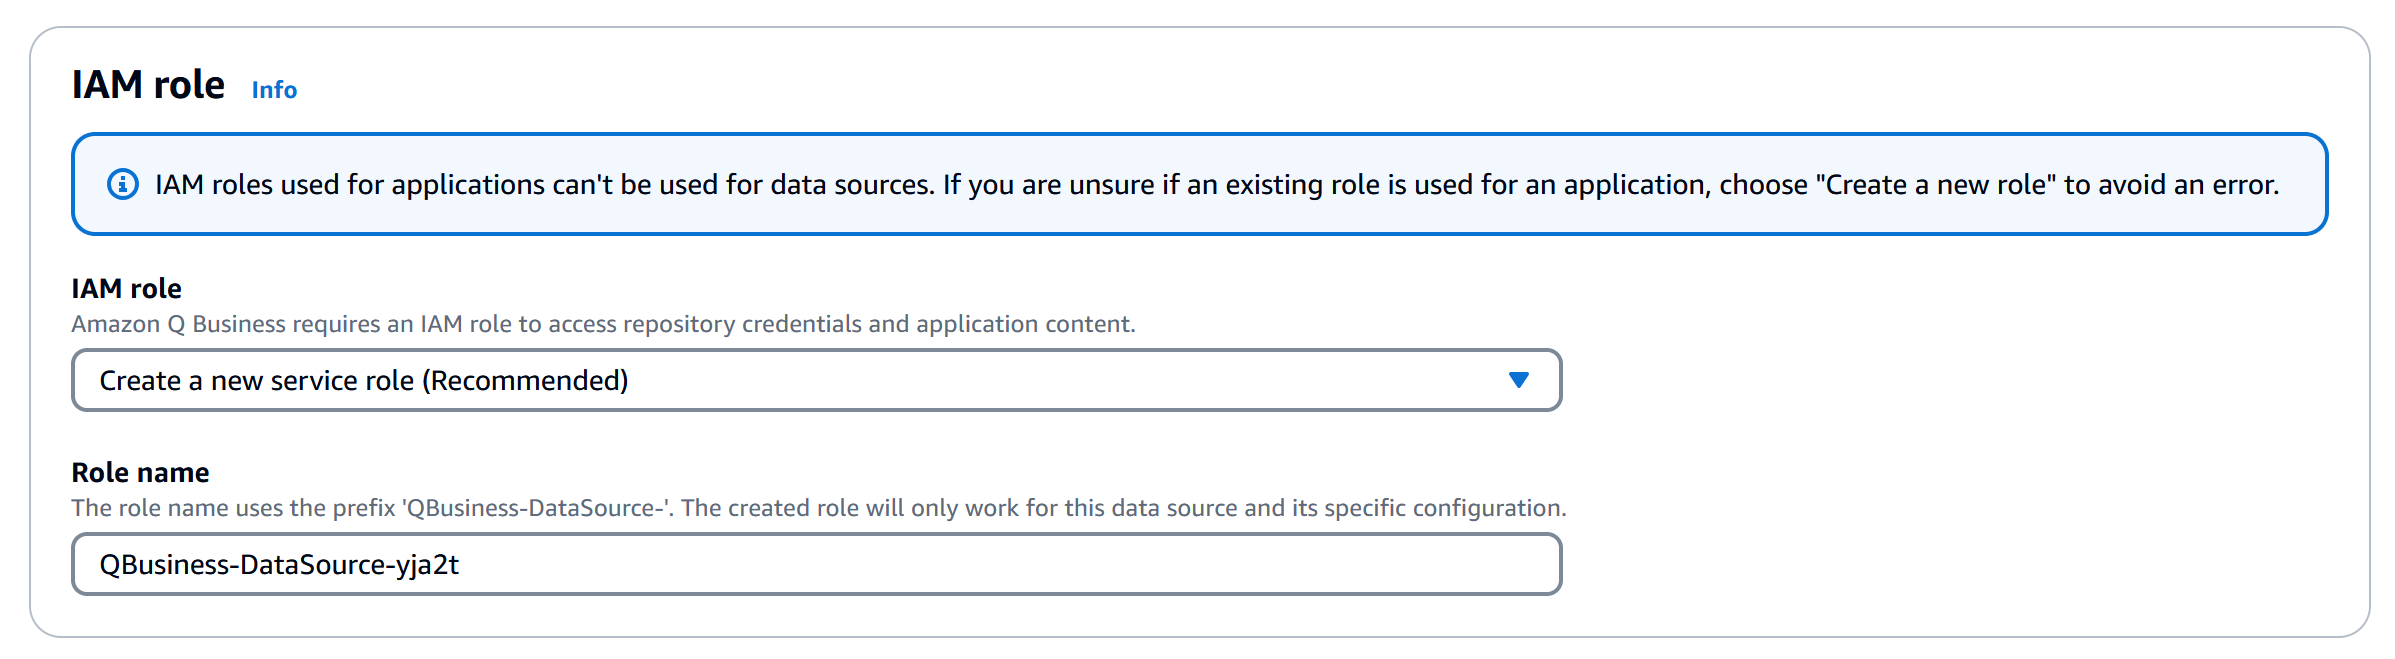 IAM role Info
IAM roles used for applications can't be used for data sources. If you are unsure if an existing role is used for an application, choose "Create a new role" to avoid an error.
IAM role
Amazon Q Business requires an IAM role to access repository credentials and application content.
Create a new service role (Recommended)
Role name
The role name uses the prefix 'QBusiness-DataSource-'. The created role will only work for this data source and its specific configuration.
QBusiness-DataSource-yja2t